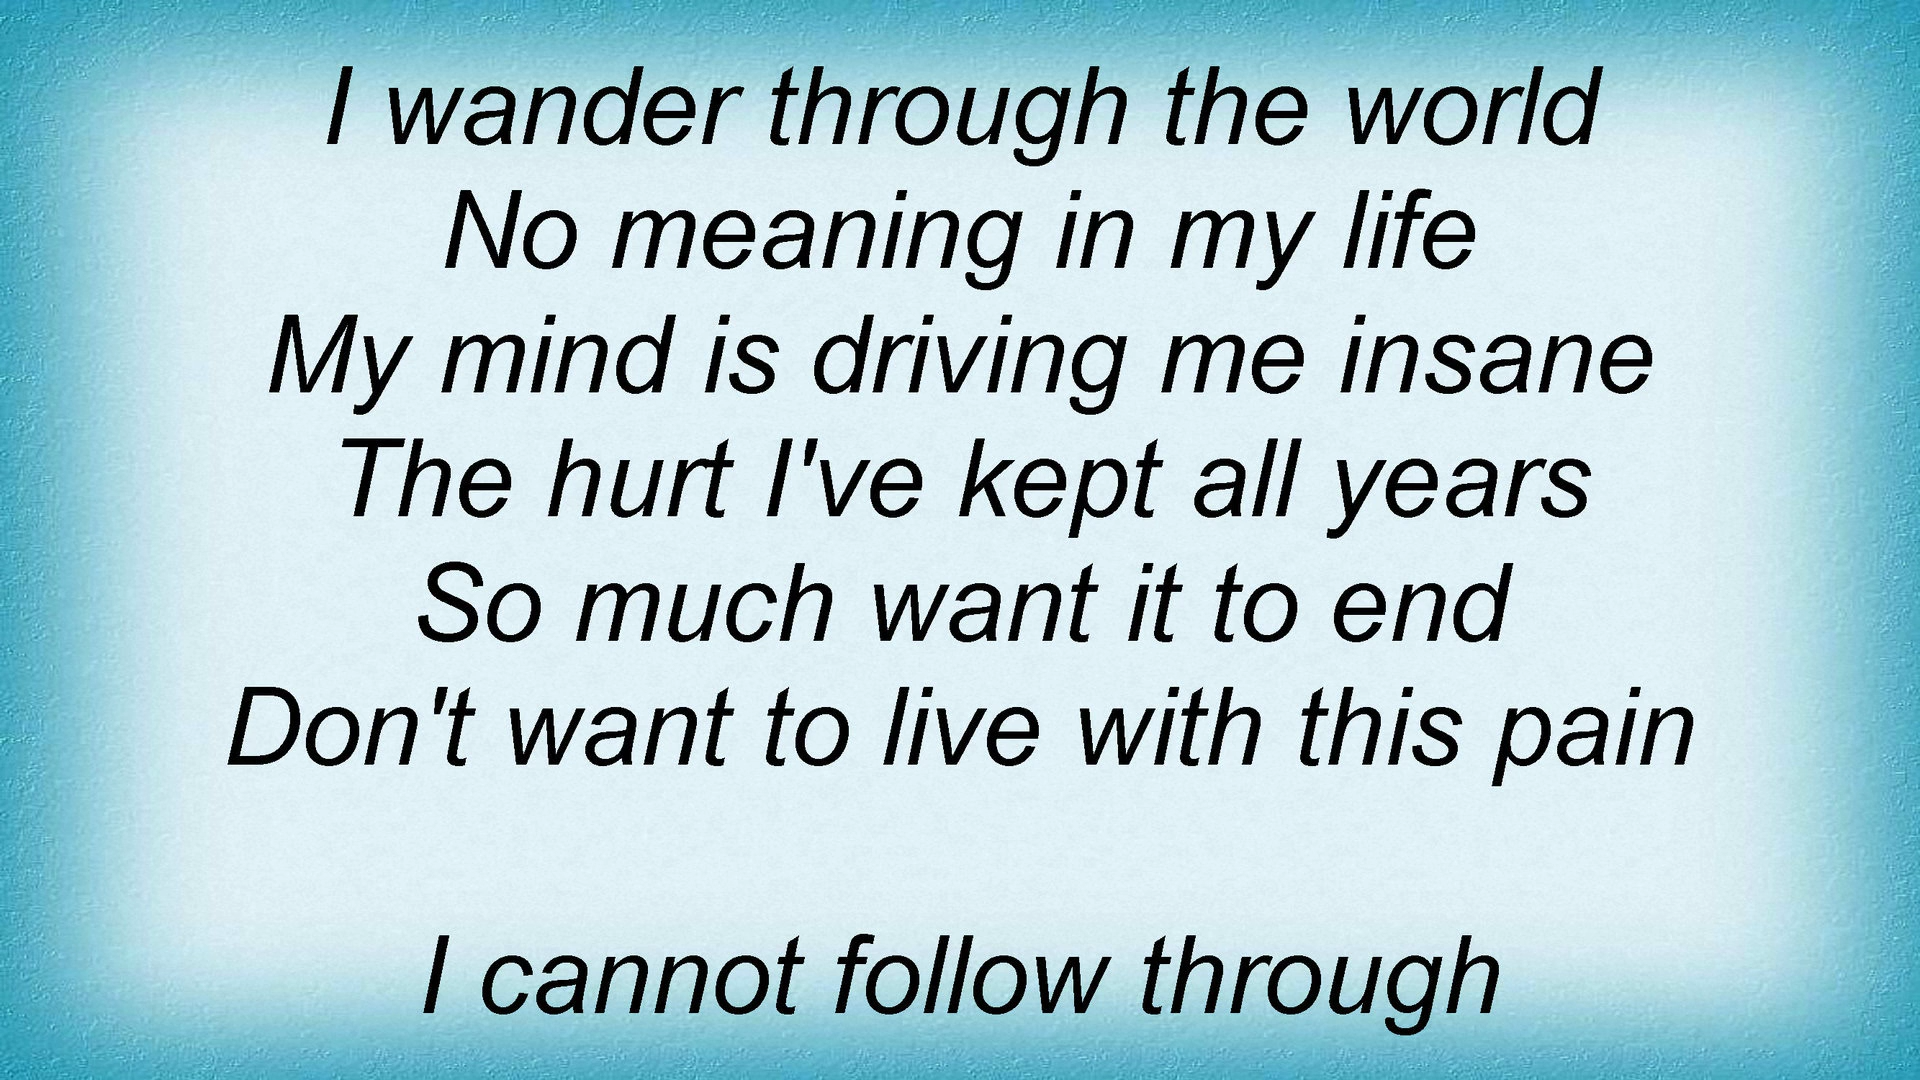 I wander through the world
No meaning in my life
My mind is driving me insane
The hurt I've kept all years
So much want it to end
Don't want to live with this pain
I cannot follow through